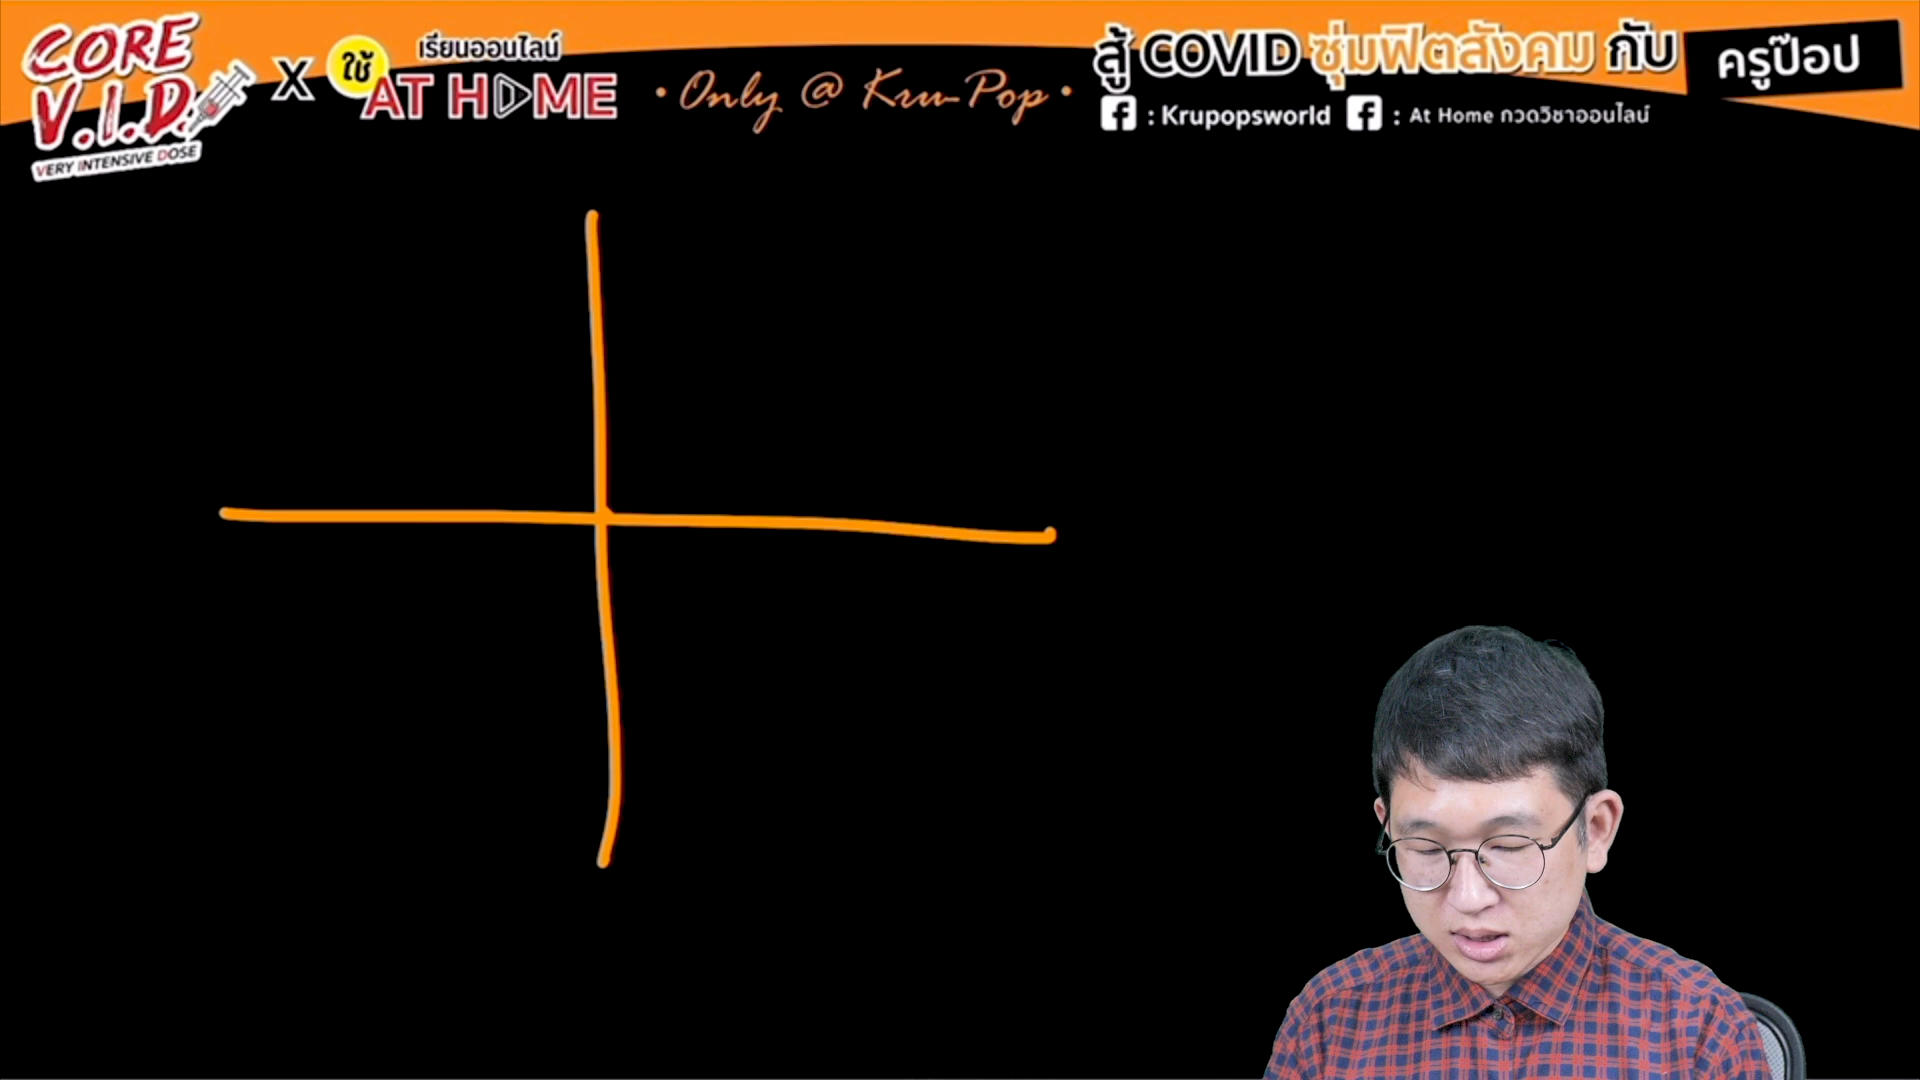 CORE
V.I.D.
VERY INTENSIVE DOSE
X
ใช้
เรียนออนไลน์
AT HOME
• Only @ Kru-Pop •
สู้ COVID ซุ่มฟิตสังคม กับ ครูป๊อป
: Krupopsworld : At Home กวดวิชาออนไลน์